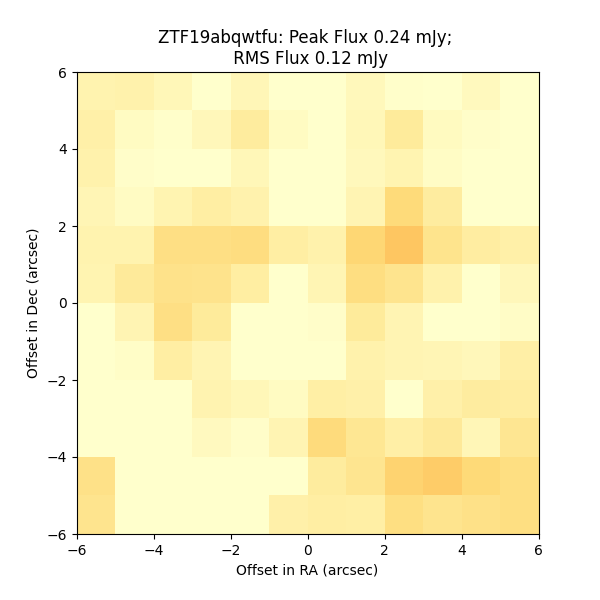 ZTF19abqwtfu: Peak Flux 0.24 mJy;
RMS Flux 0.12 mJy
6
4
2
0
−2
−4
−6
Offset in Dec (arcsec)
−6 −4 −2 0 2 4 6
Offset in RA (arcsec)